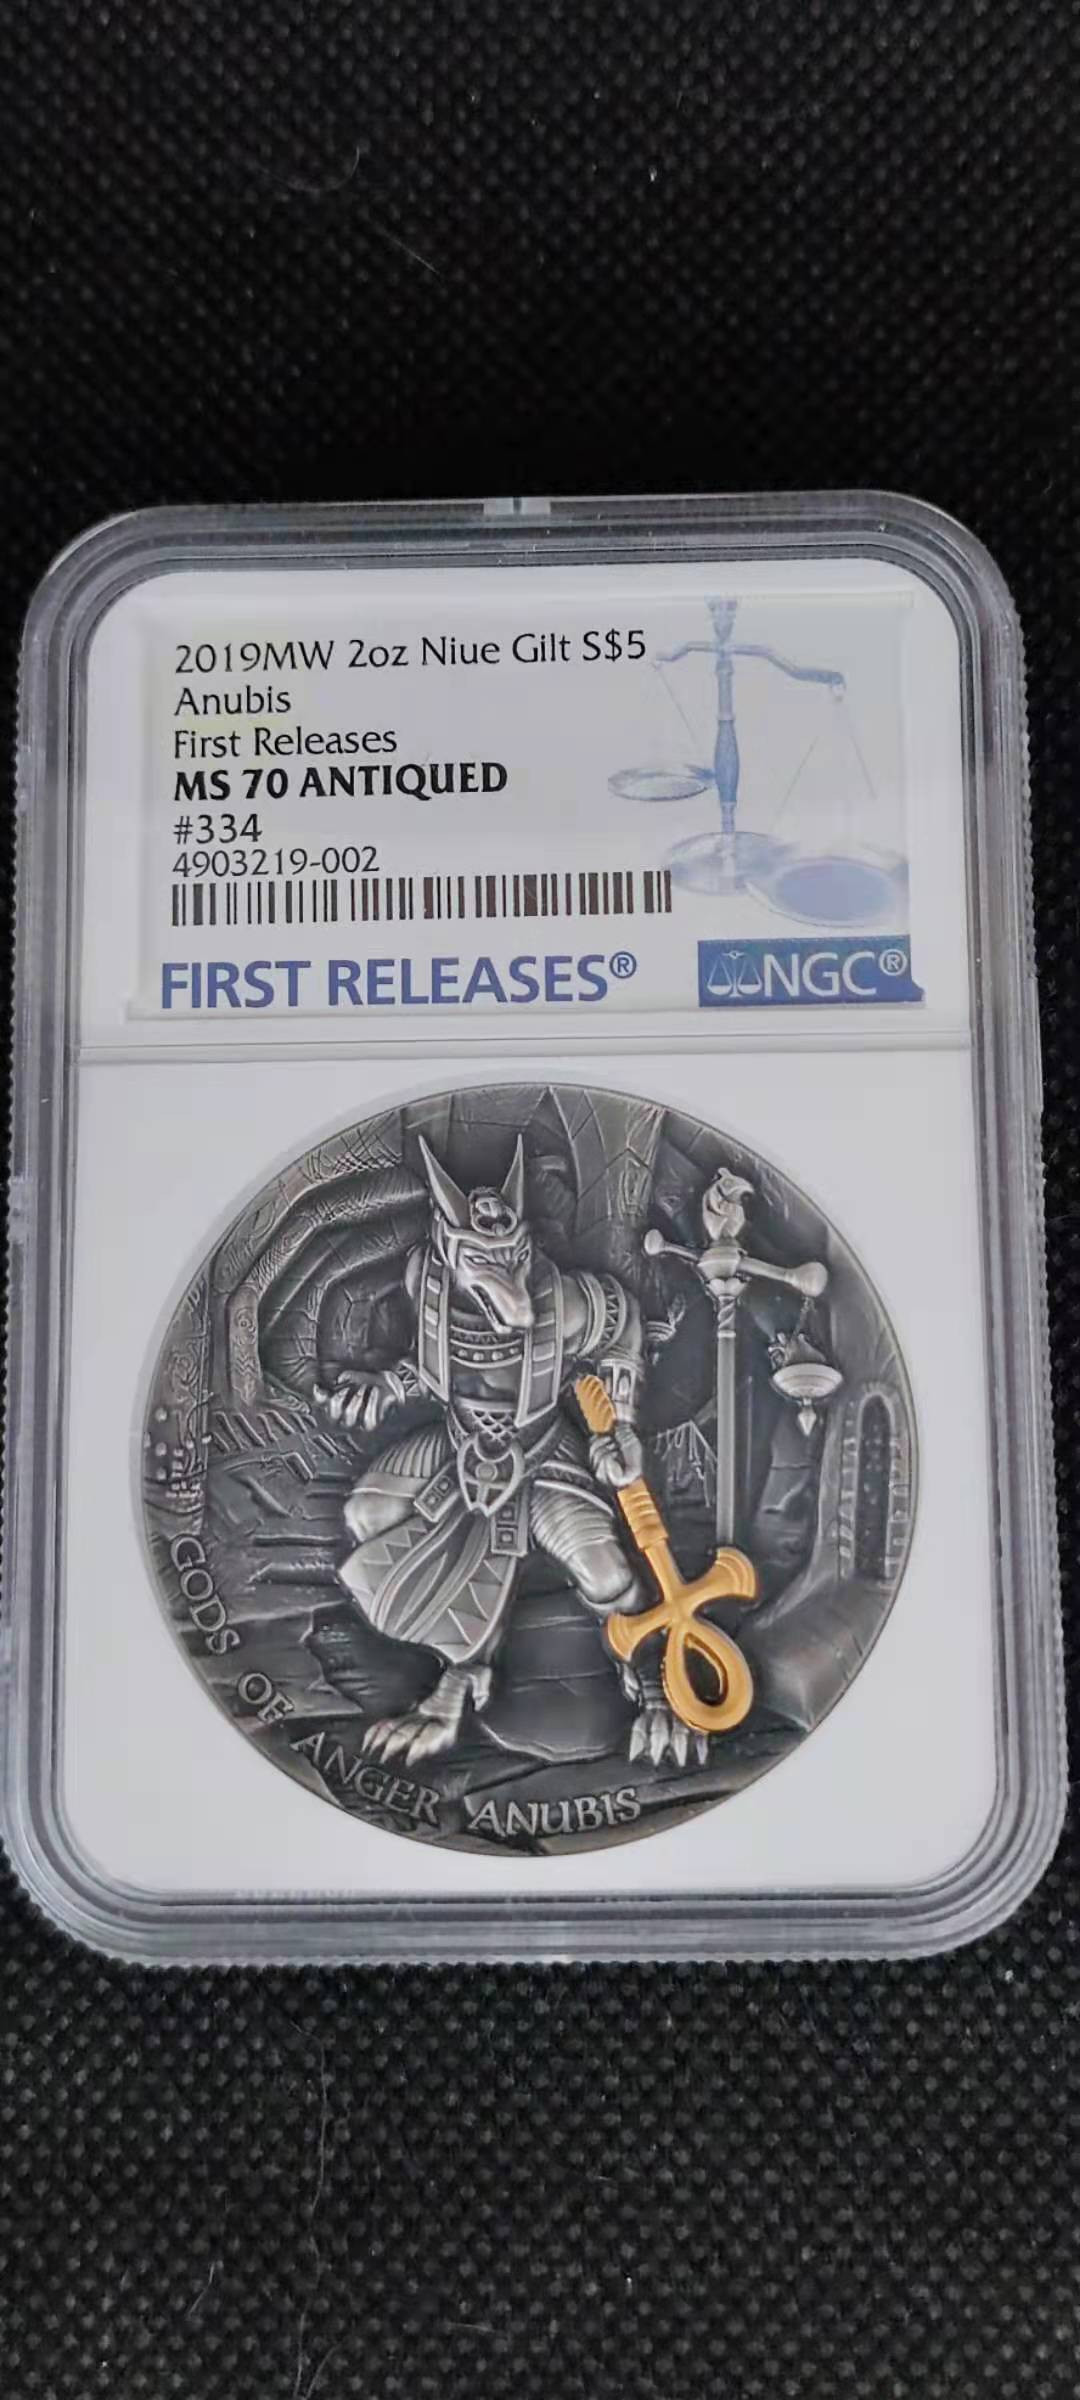 2019MW 2oz Niue Gilt S$5
Anubis
First Releases
MS 70 ANTIQUED
#334
4903219-002
FIRST RELEASES®
NGC®
GODS OF ANGER ANUBIS